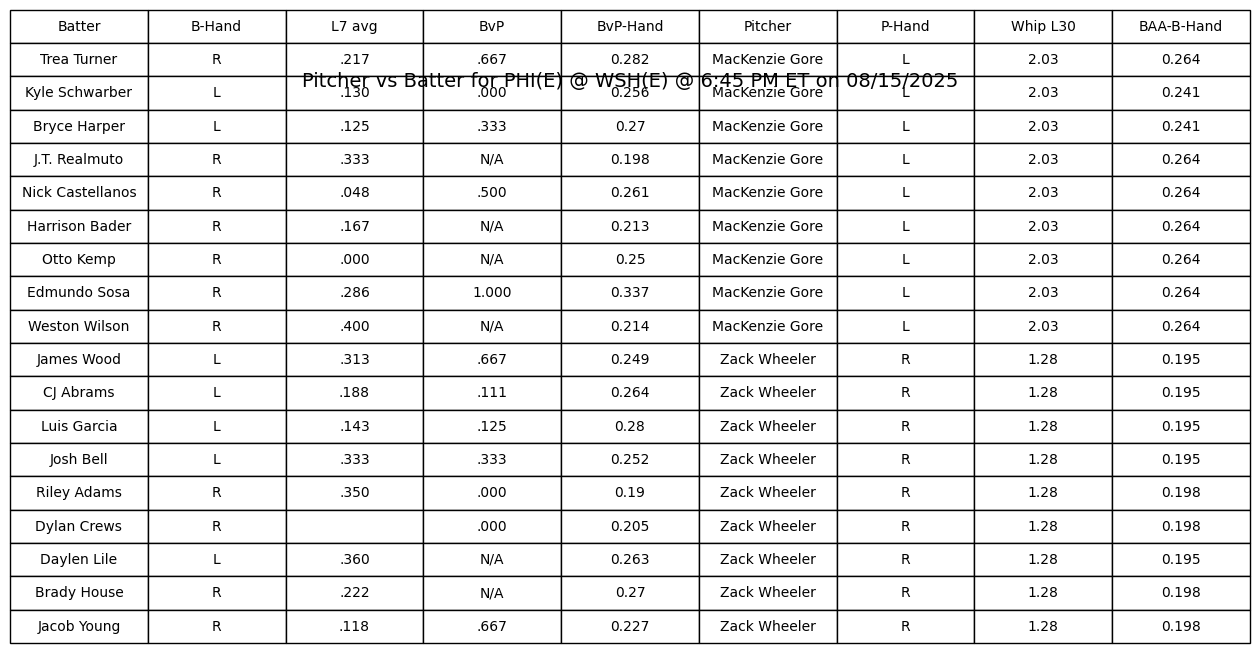 Batter B-Hand L7 avg BvP BvP-Hand Pitcher P-Hand Whip L30 BAA-B-Hand
Trea Turner R .217 .667 0.282 MacKenzie Gore L 2.03 0.264
Pitcher vs Batter for PHI(E) @ WSH(E) @ 6:45 PM ET on 08/15/2025
Kyle Schwarber L .130 .000 0.256 MacKenzie Gore L 2.03 0.241
Bryce Harper L .125 .333 0.27 MacKenzie Gore L 2.03 0.241
J.T. Realmuto R .333 N/A 0.198 MacKenzie Gore L 2.03 0.264
Nick Castellanos R .048 .500 0.261 MacKenzie Gore L 2.03 0.264
Harrison Bader R .167 N/A 0.213 MacKenzie Gore L 2.03 0.264
Otto Kemp R .000 N/A 0.25 MacKenzie Gore L 2.03 0.264
Edmundo Sosa R .286 1.000 0.337 MacKenzie Gore L 2.03 0.264
Weston Wilson R .400 N/A 0.214 MacKenzie Gore L 2.03 0.264
James Wood L .313 .667 0.249 Zack Wheeler R 1.28 0.195
CJ Abrams L .188 .111 0.264 Zack Wheeler R 1.28 0.195
Luis Garcia L .143 .125 0.28 Zack Wheeler R 1.28 0.195
Josh Bell L .333 .333 0.252 Zack Wheeler R 1.28 0.195
Riley Adams R .350 .000 0.19 Zack Wheeler R 1.28 0.198
Dylan Crews R .000 0.205 Zack Wheeler R 1.28 0.198
Daylen Lile L .360 N/A 0.263 Zack Wheeler R 1.28 0.195
Brady House R .222 N/A 0.27 Zack Wheeler R 1.28 0.198
Jacob Young R .118 .667 0.227 Zack Wheeler R 1.28 0.198